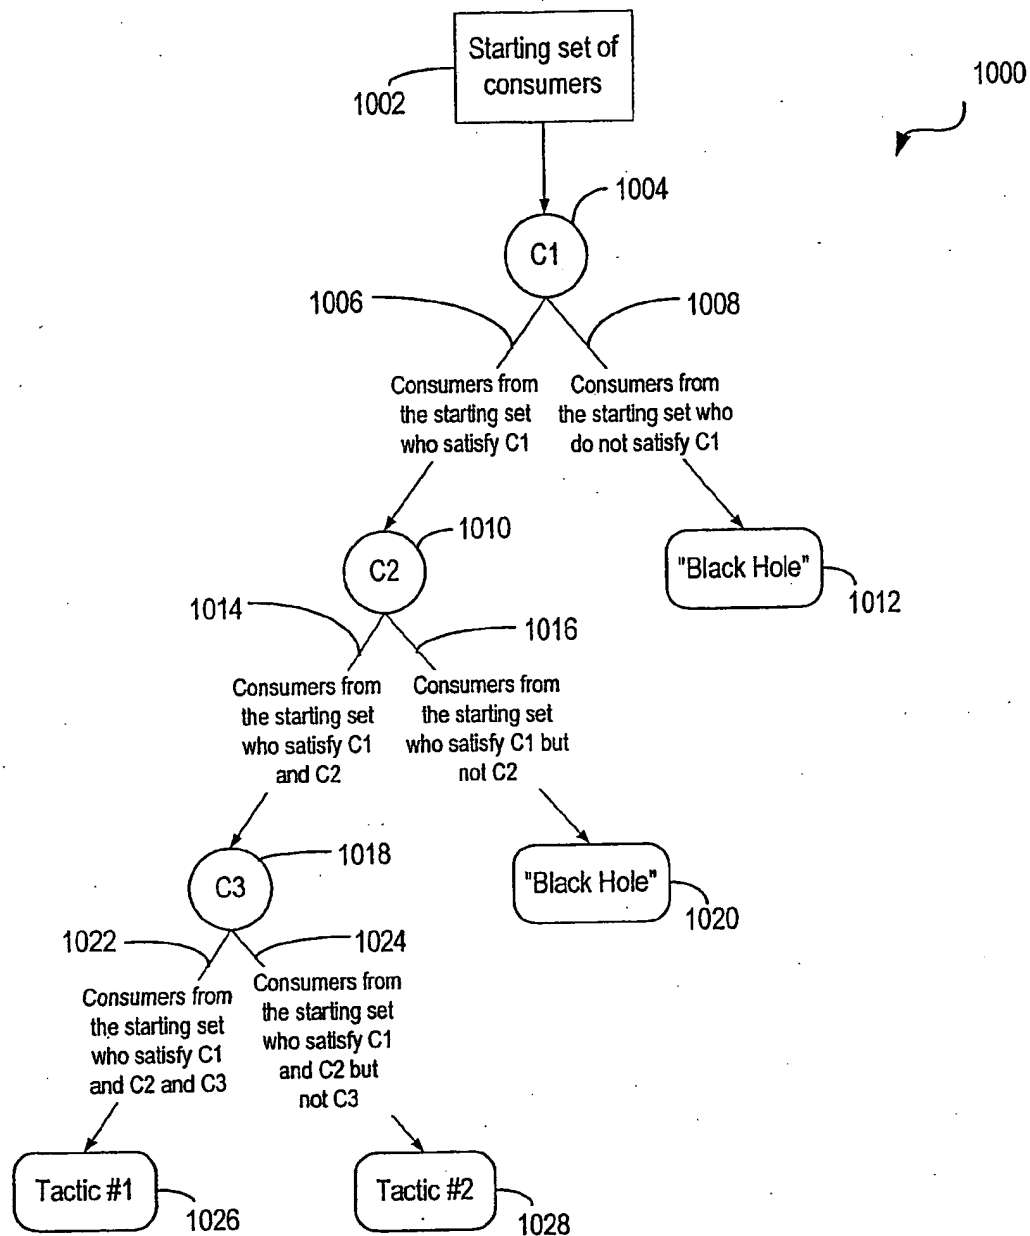 Starting set of
consumers
1002
1000
1004
C1
1006
1008
Consumers from
the starting set
who satisfy C1
Consumers from
the starting set who
do not satisfy C1
1010
C2
"Black Hole"
1012
1014
1016
Consumers from
the starting set
who satisfy C1
and C2
Consumers from
the starting set
who satisfy C1 but
not C2
1018
C3
"Black Hole"
1020
1022
1024
Consumers from
the starting set
who satisfy C1
and C2 and C3
Consumers from
the starting set
who satisfy C1
and C2 but
not C3
Tactic #1
1026
Tactic #2
1028